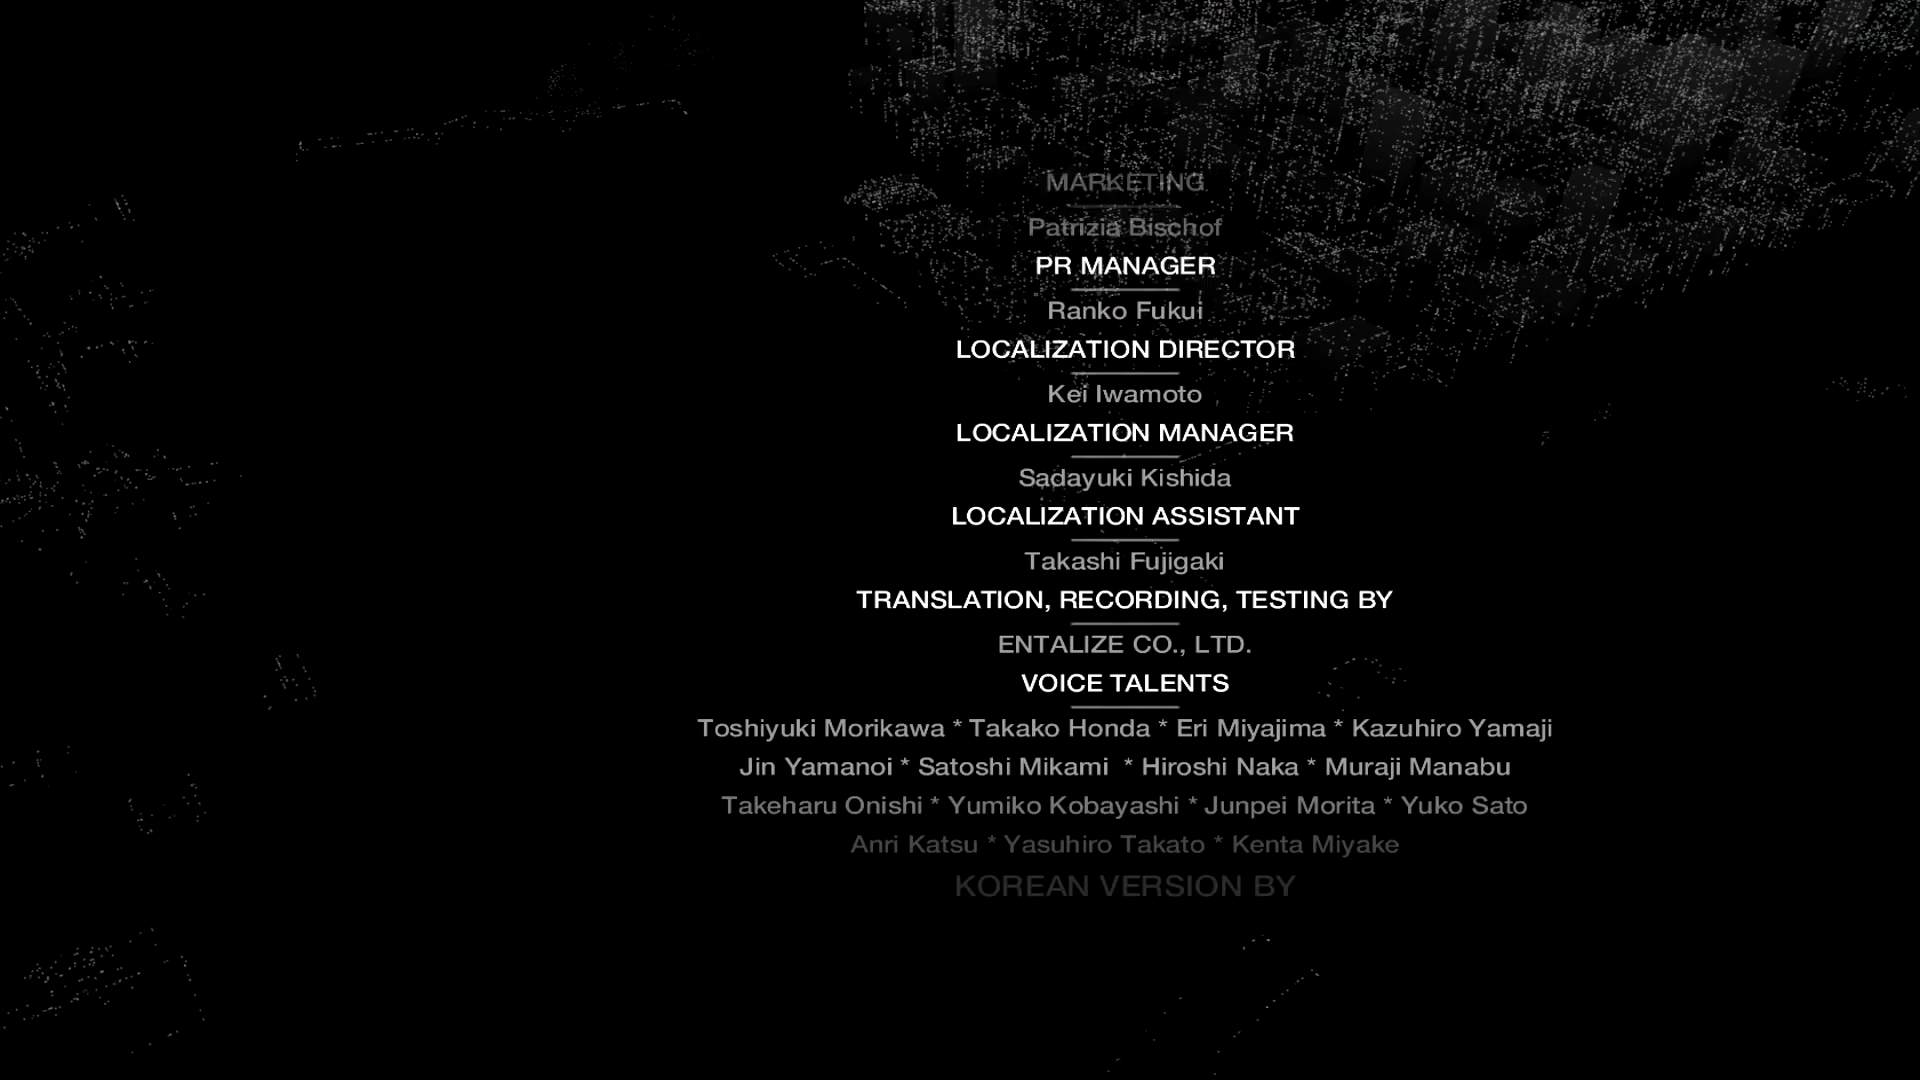 MARKETING
Patrizia Bischof
PR MANAGER
Ranko Fukui
LOCALIZATION DIRECTOR
Kei Iwamoto
LOCALIZATION MANAGER
Sadayuki Kishida
LOCALIZATION ASSISTANT
Takashi Fujigaki
TRANSLATION, RECORDING, TESTING BY
ENTALIZE CO., LTD.
VOICE TALENTS
Toshiyuki Morikawa * Takako Honda * Eri Miyajima * Kazuhiro Yamaji
Jin Yamanoi * Satoshi Mikami * Hiroshi Naka * Muraji Manabu
Takeharu Onishi * Yumiko Kobayashi * Junpei Morita * Yuko Sato
Anri Katsu * Yasuhiro Takato * Kenta Miyake
KOREAN VERSION BY